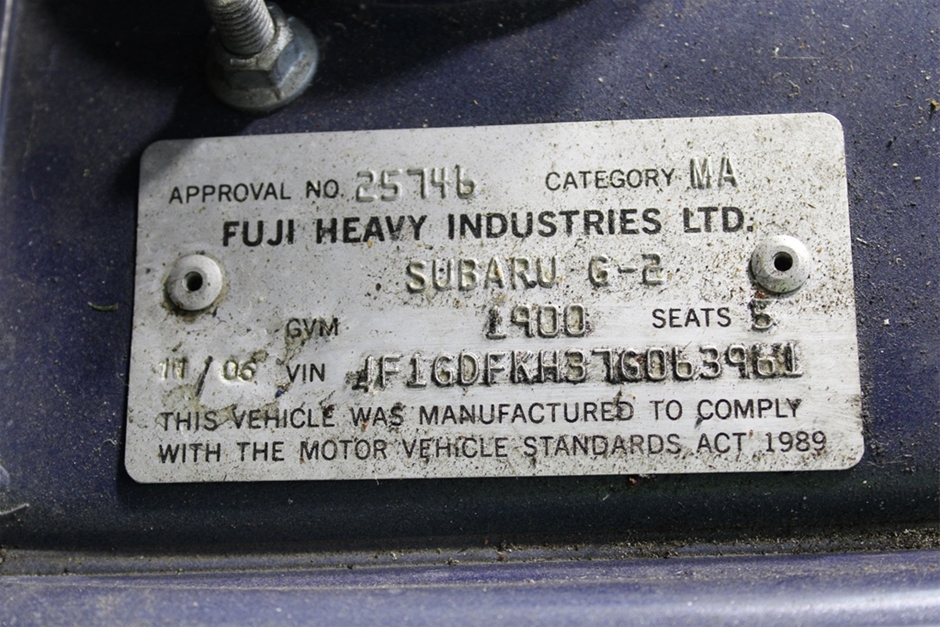 APPROVAL NO. 25746 CATEGORY MA
FUJI HEAVY INDUSTRIES LTD.
SUBARU G-2
GVM 1900 SEATS 5
11/06 VIN JF1GDFKH37G063961
THIS VEHICLE WAS MANUFACTURED TO COMPLY
WITH THE MOTOR VEHICLE STANDARDS ACT 1989